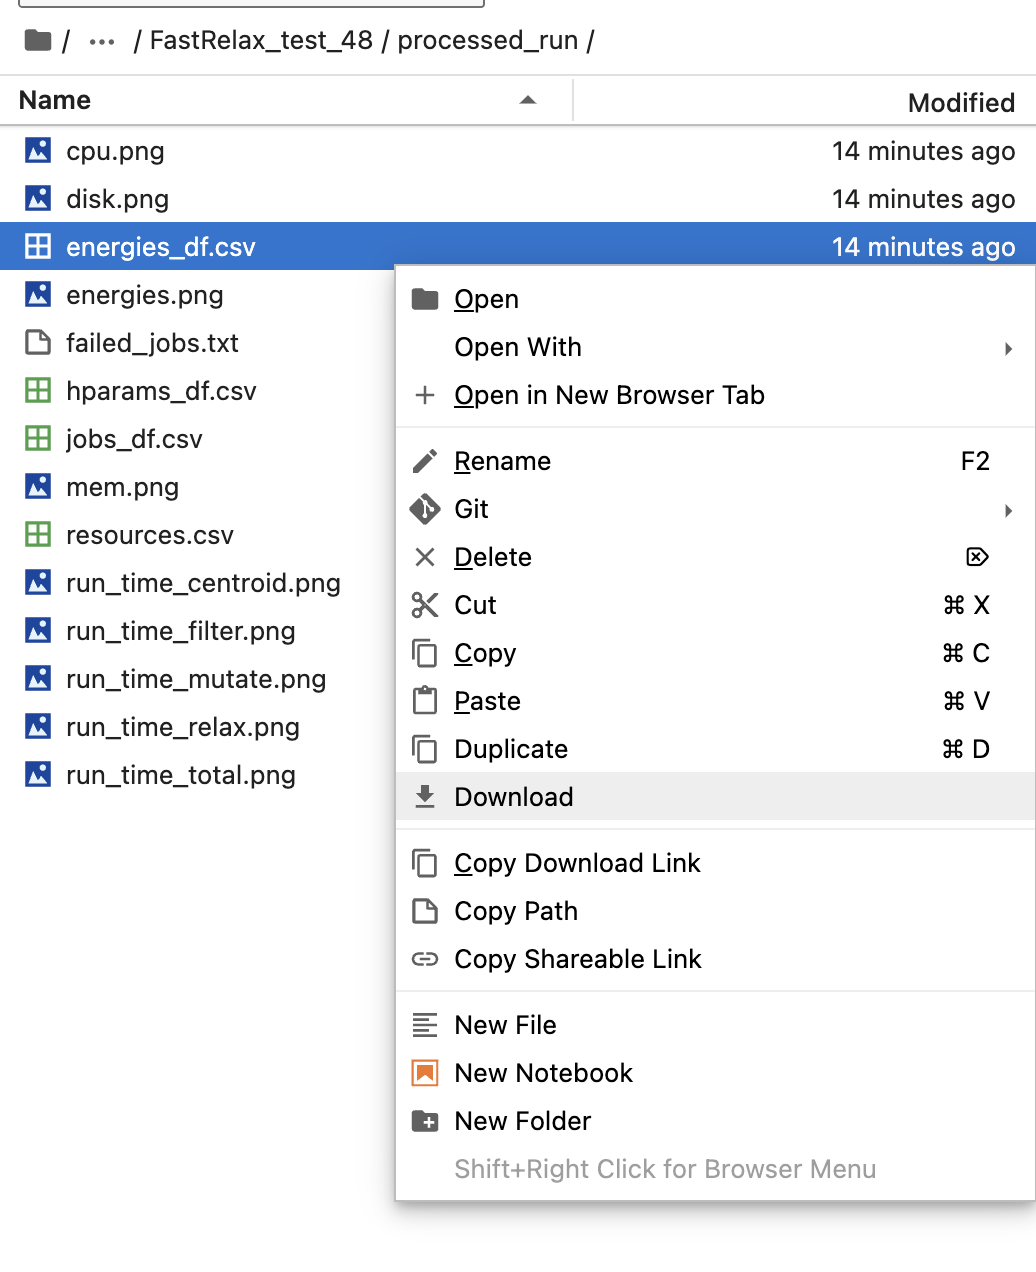 / ... / FastRelax_test_48 / processed_run /
Name Modified
cpu.png 14 minutes ago
disk.png 14 minutes ago
energies_df.csv 14 minutes ago
energies.png
failed_jobs.txt
hparams_df.csv
jobs_df.csv
mem.png
resources.csv
run_time_centroid.png
run_time_filter.png
run_time_mutate.png
run_time_relax.png
run_time_total.png
Open
Open With
Open in New Browser Tab
Rename F2
Git
Delete
Cut ⌘ X
Copy ⌘ C
Paste ⌘ V
Duplicate ⌘ D
Download
Copy Download Link
Copy Path
Copy Shareable Link
New File
New Notebook
New Folder
Shift+Right Click for Browser Menu